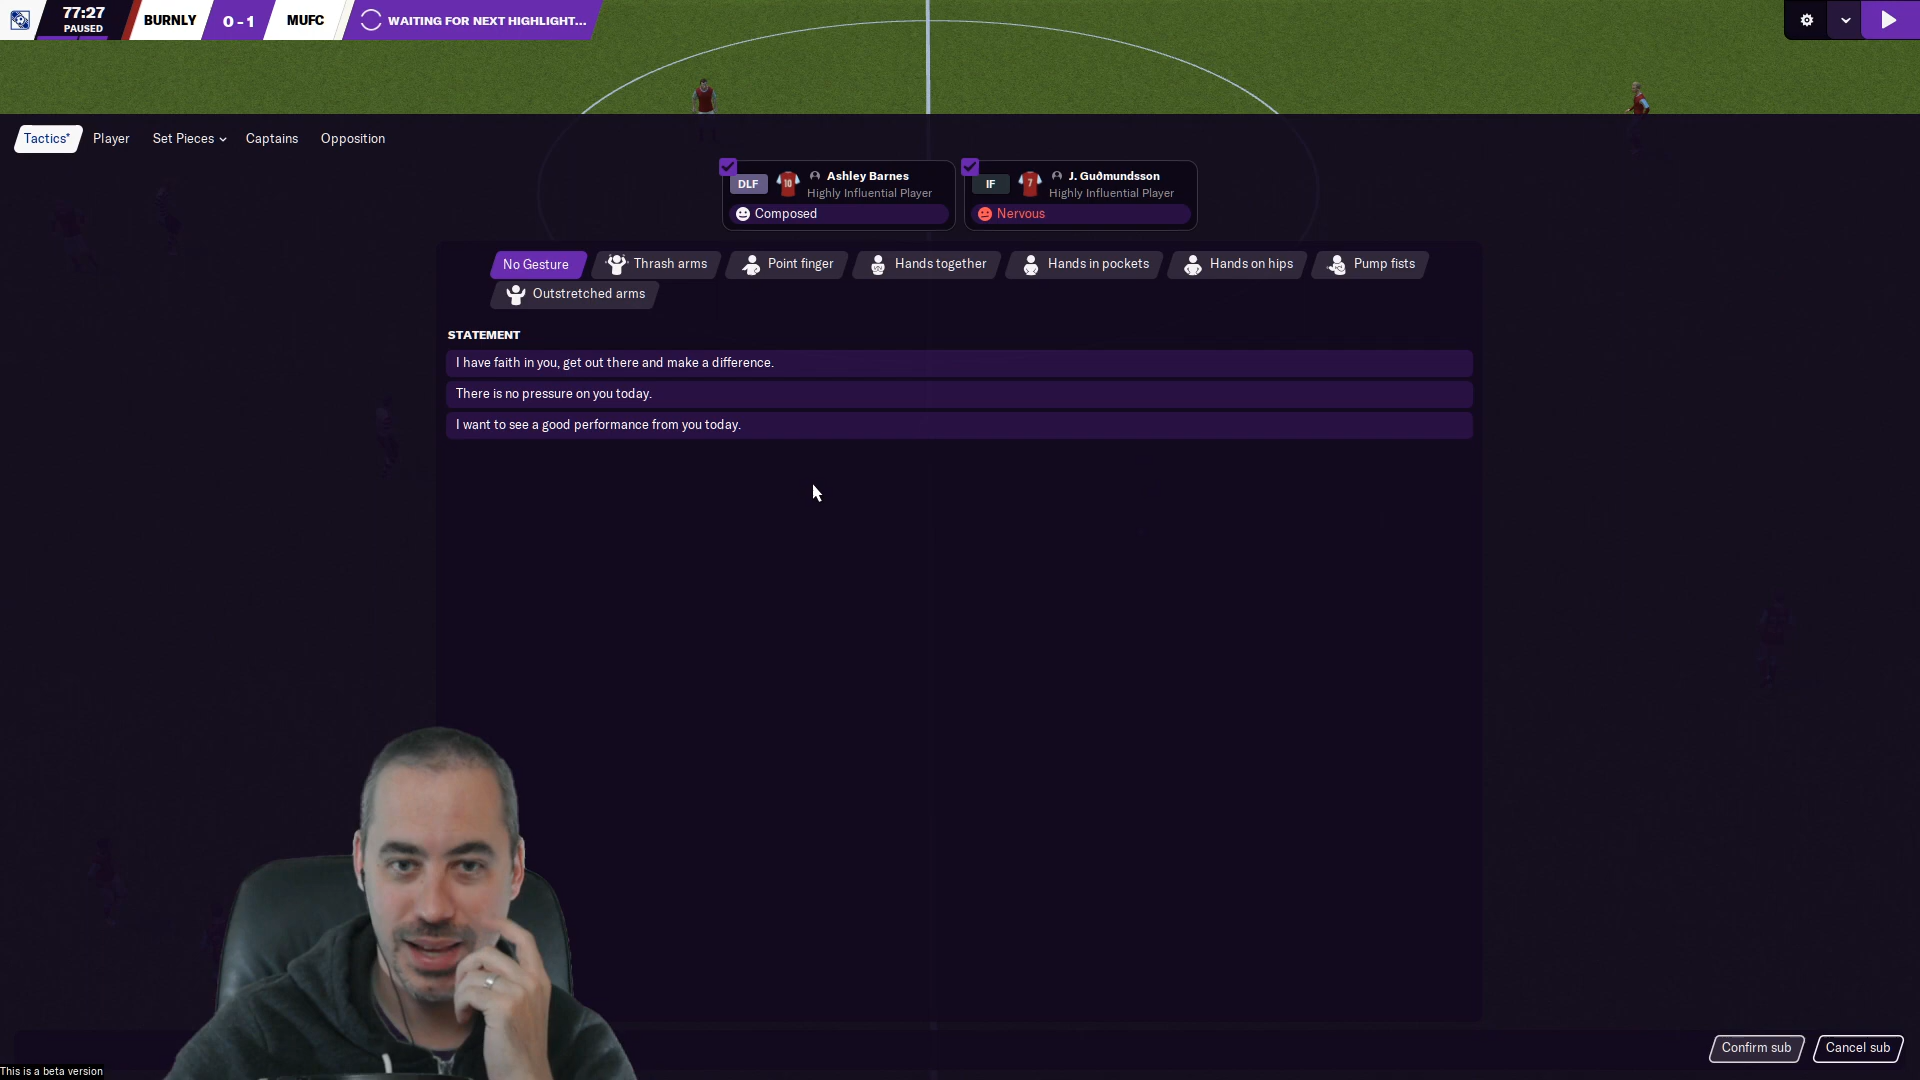 77:27
PAUSED
BURNLY
0 - 1
MUFC
WAITING FOR NEXT HIGHLIGHT...
Tactics*
Player
Set Pieces
Captains
Opposition
DLF
10
Ashley Barnes
Highly Influential Player
Composed
IF
7
J. Guðmundsson
Highly Influential Player
Nervous
No Gesture
Thrash arms
Point finger
Hands together
Hands in pockets
Hands on hips
Pump fists
Outstretched arms
STATEMENT
I have faith in you, get out there and make a difference.
There is no pressure on you today.
I want to see a good performance from you today.
Confirm sub
Cancel sub
This is a beta version